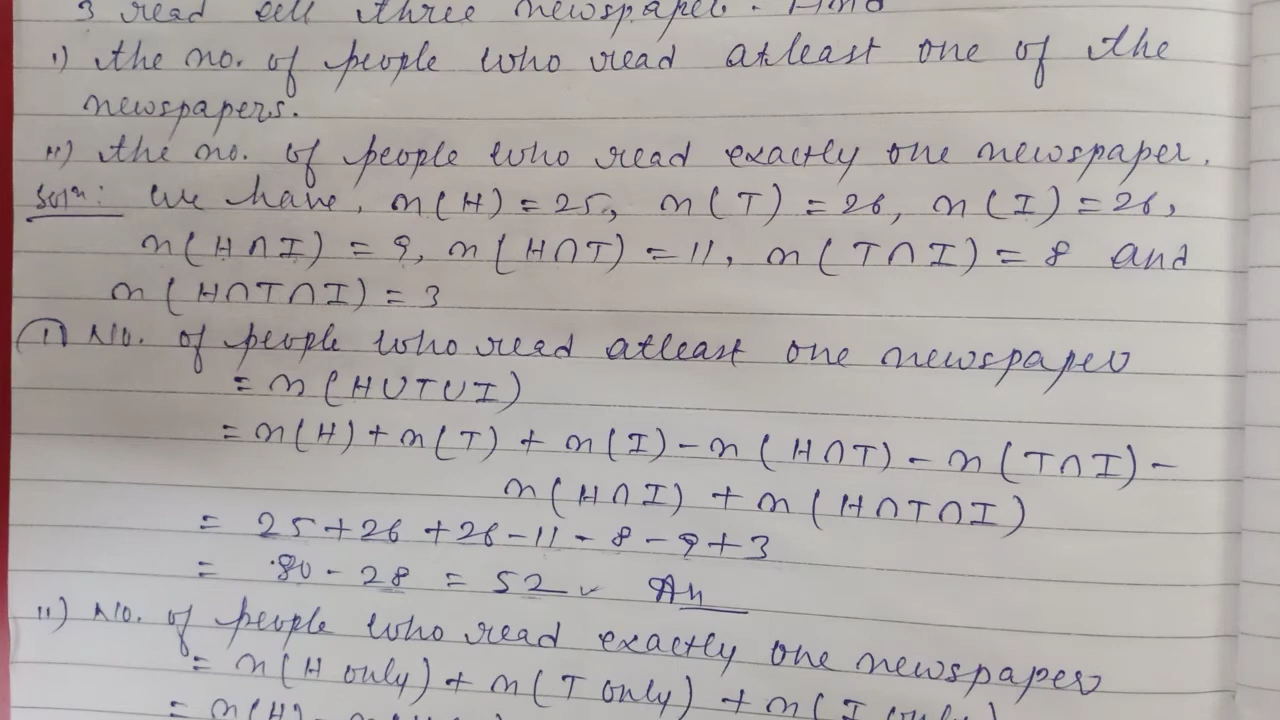 3 read all three newspaper. Find
i) the no. of people who read atleast one of the
newspapers.
ii) the no. of people who read exactly one newspaper.
Solⁿ: We have, n(H) = 25, n(T) = 26, n(I) = 26,
n(H∩I) = 9, n(H∩T) = 11, n(T∩I) = 8 and
n(H∩T∩I) = 3
(i) No. of people who read atleast one newspaper
= n(H∪T∪I)
= n(H) + n(T) + n(I) - n(H∩T) - n(T∩I) -
n(H∩I) + n(H∩T∩I)
= 25 + 26 + 26 - 11 - 8 - 9 + 3
= 80 - 28 = 52 ✓ An
ii) No. of people who read exactly one newspaper
= n(H only) + n(T only) + n(I only)
= n(H)